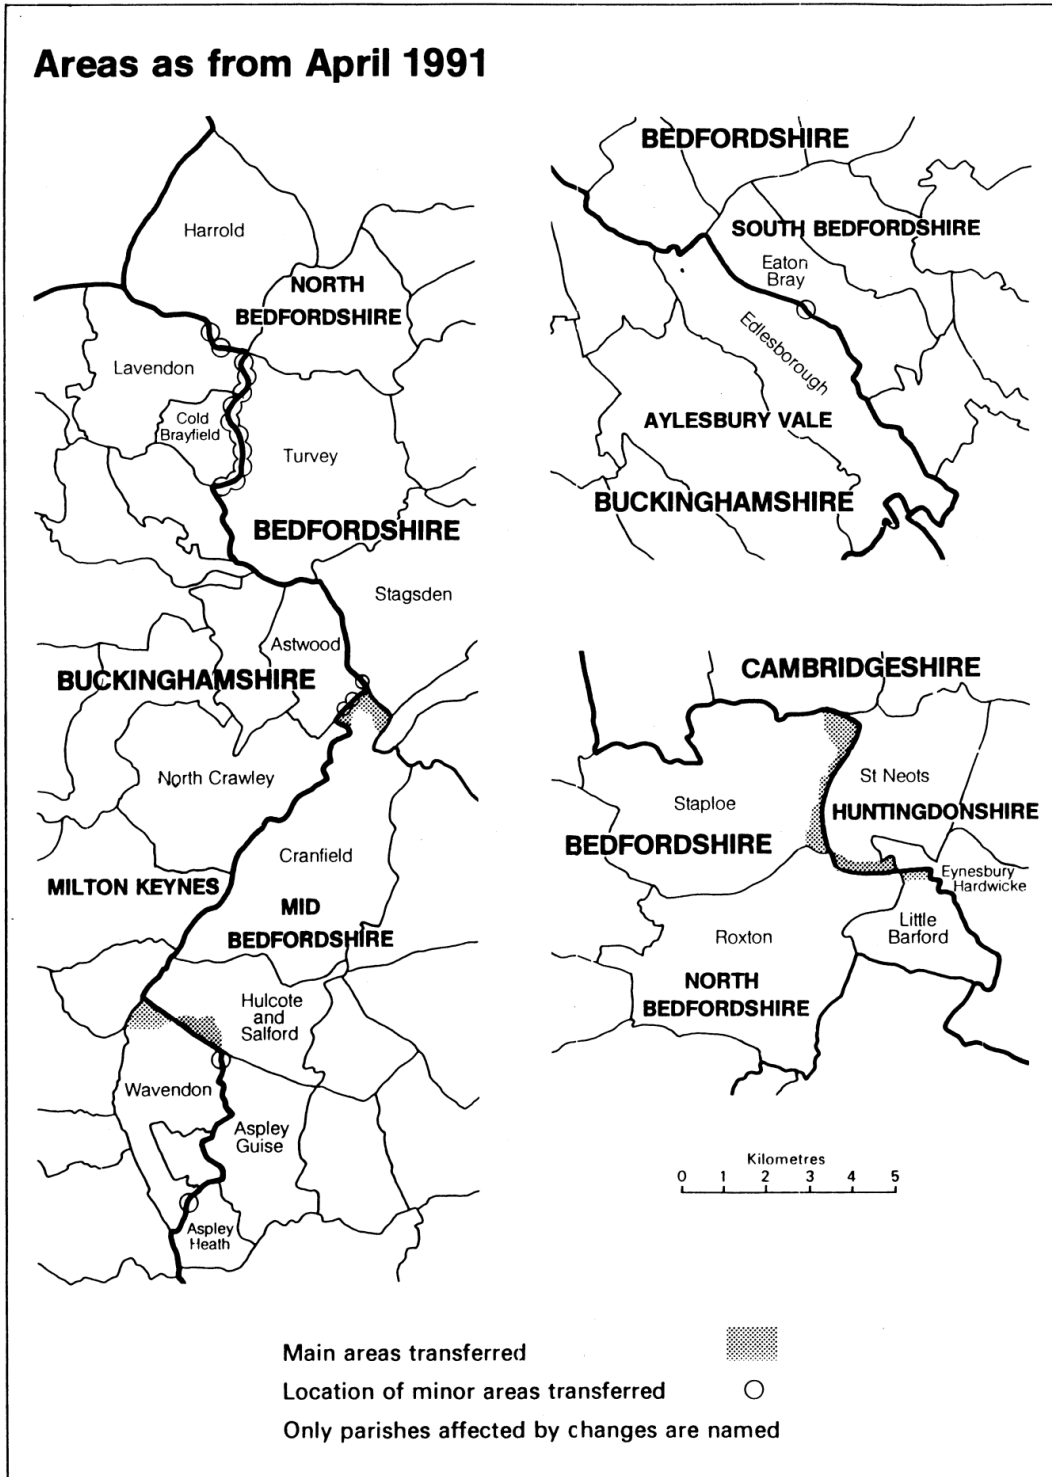 Areas as from April 1991
Harrold
NORTH
BEDFORDSHIRE
Lavendon
Cold
Brayfield
Turvey
BEDFORDSHIRE
Stagsden
Astwood
BUCKINGHAMSHIRE
North Crawley
Cranfield
MILTON KEYNES
MID
BEDFORDSHIRE
Hulcote
and
Salford
Wavendon
Aspley
Guise
Aspley
Heath
BEDFORDSHIRE
SOUTH BEDFORDSHIRE
Eaton
Bray
Edlesborough
AYLESBURY VALE
BUCKINGHAMSHIRE
CAMBRIDGESHIRE
St Neots
Staploe
HUNTINGDONSHIRE
BEDFORDSHIRE
Eynesbury
Hardwicke
Little
Barford
Roxton
NORTH
BEDFORDSHIRE
Kilometres
0 1 2 3 4 5
Main areas transferred
Location of minor areas transferred
Only parishes affected by changes are named